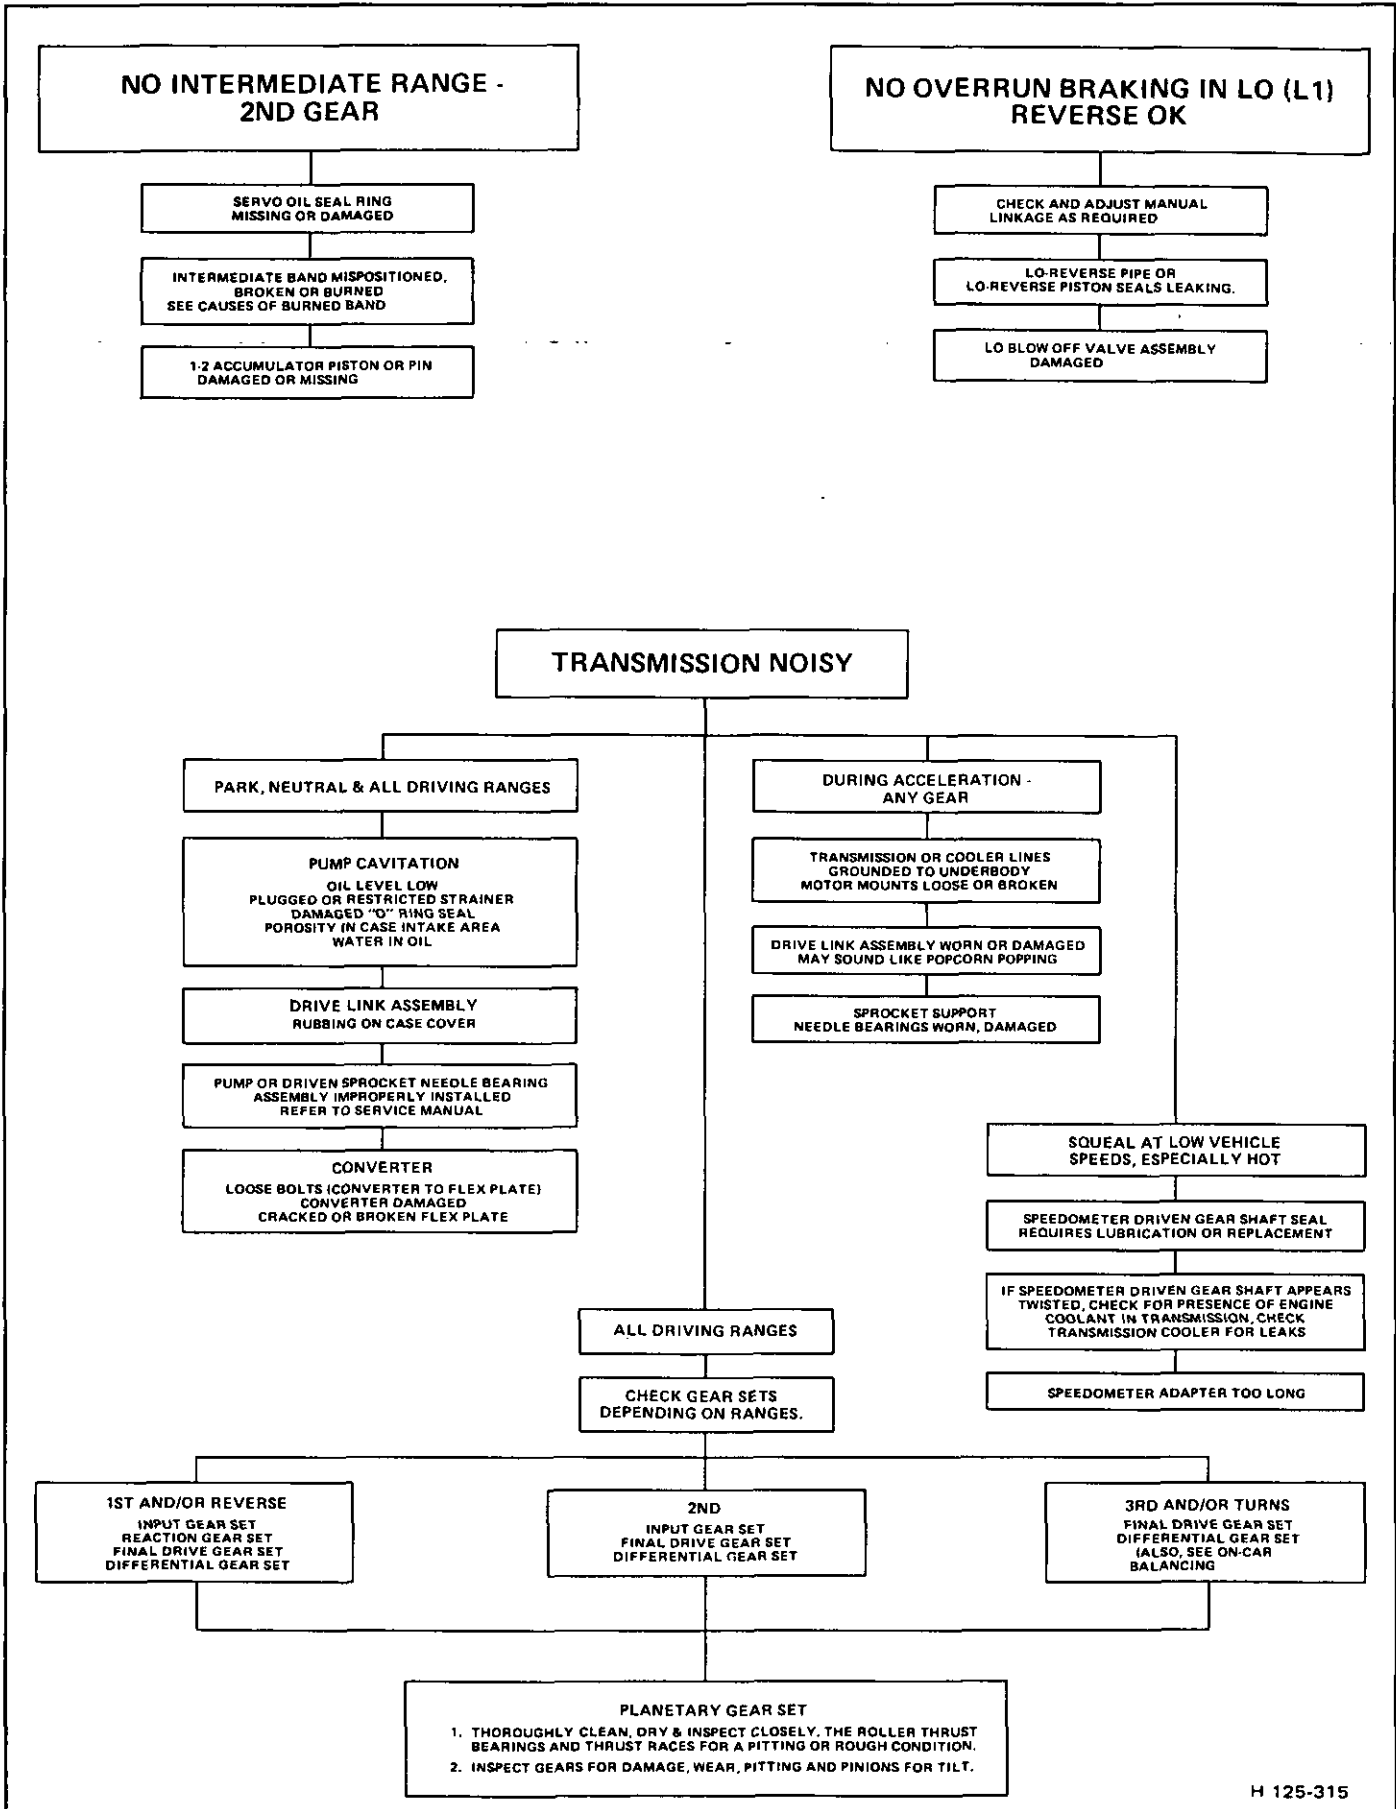 NO INTERMEDIATE RANGE -
2ND GEAR
SERVO OIL SEAL RING
MISSING OR DAMAGED
INTERMEDIATE BAND MISPOSITIONED,
BROKEN OR BURNED
SEE CAUSES OF BURNED BAND
1-2 ACCUMULATOR PISTON OR PIN
DAMAGED OR MISSING
NO OVERRUN BRAKING IN LO (L1)
REVERSE OK
CHECK AND ADJUST MANUAL
LINKAGE AS REQUIRED
LO-REVERSE PIPE OR
LO-REVERSE PISTON SEALS LEAKING.
LO BLOW OFF VALVE ASSEMBLY
DAMAGED
TRANSMISSION NOISY
PARK, NEUTRAL & ALL DRIVING RANGES
PUMP CAVITATION
OIL LEVEL LOW
PLUGGED OR RESTRICTED STRAINER
DAMAGED "O" RING SEAL
POROSITY IN CASE INTAKE AREA
WATER IN OIL
DRIVE LINK ASSEMBLY
RUBBING ON CASE COVER
PUMP OR DRIVEN SPROCKET NEEDLE BEARING
ASSEMBLY IMPROPERLY INSTALLED
REFER TO SERVICE MANUAL
CONVERTER
LOOSE BOLTS (CONVERTER TO FLEX PLATE)
CONVERTER DAMAGED
CRACKED OR BROKEN FLEX PLATE
DURING ACCELERATION -
ANY GEAR
TRANSMISSION OR COOLER LINES
GROUNDED TO UNDERBODY
MOTOR MOUNTS LOOSE OR BROKEN
DRIVE LINK ASSEMBLY WORN OR DAMAGED
MAY SOUND LIKE POPCORN POPPING
SPROCKET SUPPORT
NEEDLE BEARINGS WORN, DAMAGED
SQUEAL AT LOW VEHICLE
SPEEDS, ESPECIALLY HOT
SPEEDOMETER DRIVEN GEAR SHAFT SEAL
REQUIRES LUBRICATION OR REPLACEMENT
IF SPEEDOMETER DRIVEN GEAR SHAFT APPEARS
TWISTED, CHECK FOR PRESENCE OF ENGINE
COOLANT IN TRANSMISSION, CHECK
TRANSMISSION COOLER FOR LEAKS
SPEEDOMETER ADAPTER TOO LONG
ALL DRIVING RANGES
CHECK GEAR SETS
DEPENDING ON RANGES.
1ST AND/OR REVERSE
INPUT GEAR SET
REACTION GEAR SET
FINAL DRIVE GEAR SET
DIFFERENTIAL GEAR SET
2ND
INPUT GEAR SET
FINAL DRIVE GEAR SET
DIFFERENTIAL GEAR SET
3RD AND/OR TURNS
FINAL DRIVE GEAR SET
DIFFERENTIAL GEAR SET
(ALSO, SEE ON-CAR
BALANCING
PLANETARY GEAR SET
1. THOROUGHLY CLEAN, DRY & INSPECT CLOSELY, THE ROLLER THRUST
BEARINGS AND THRUST RACES FOR A PITTING OR ROUGH CONDITION.
2. INSPECT GEARS FOR DAMAGE, WEAR, PITTING AND PINIONS FOR TILT.
H 125-315